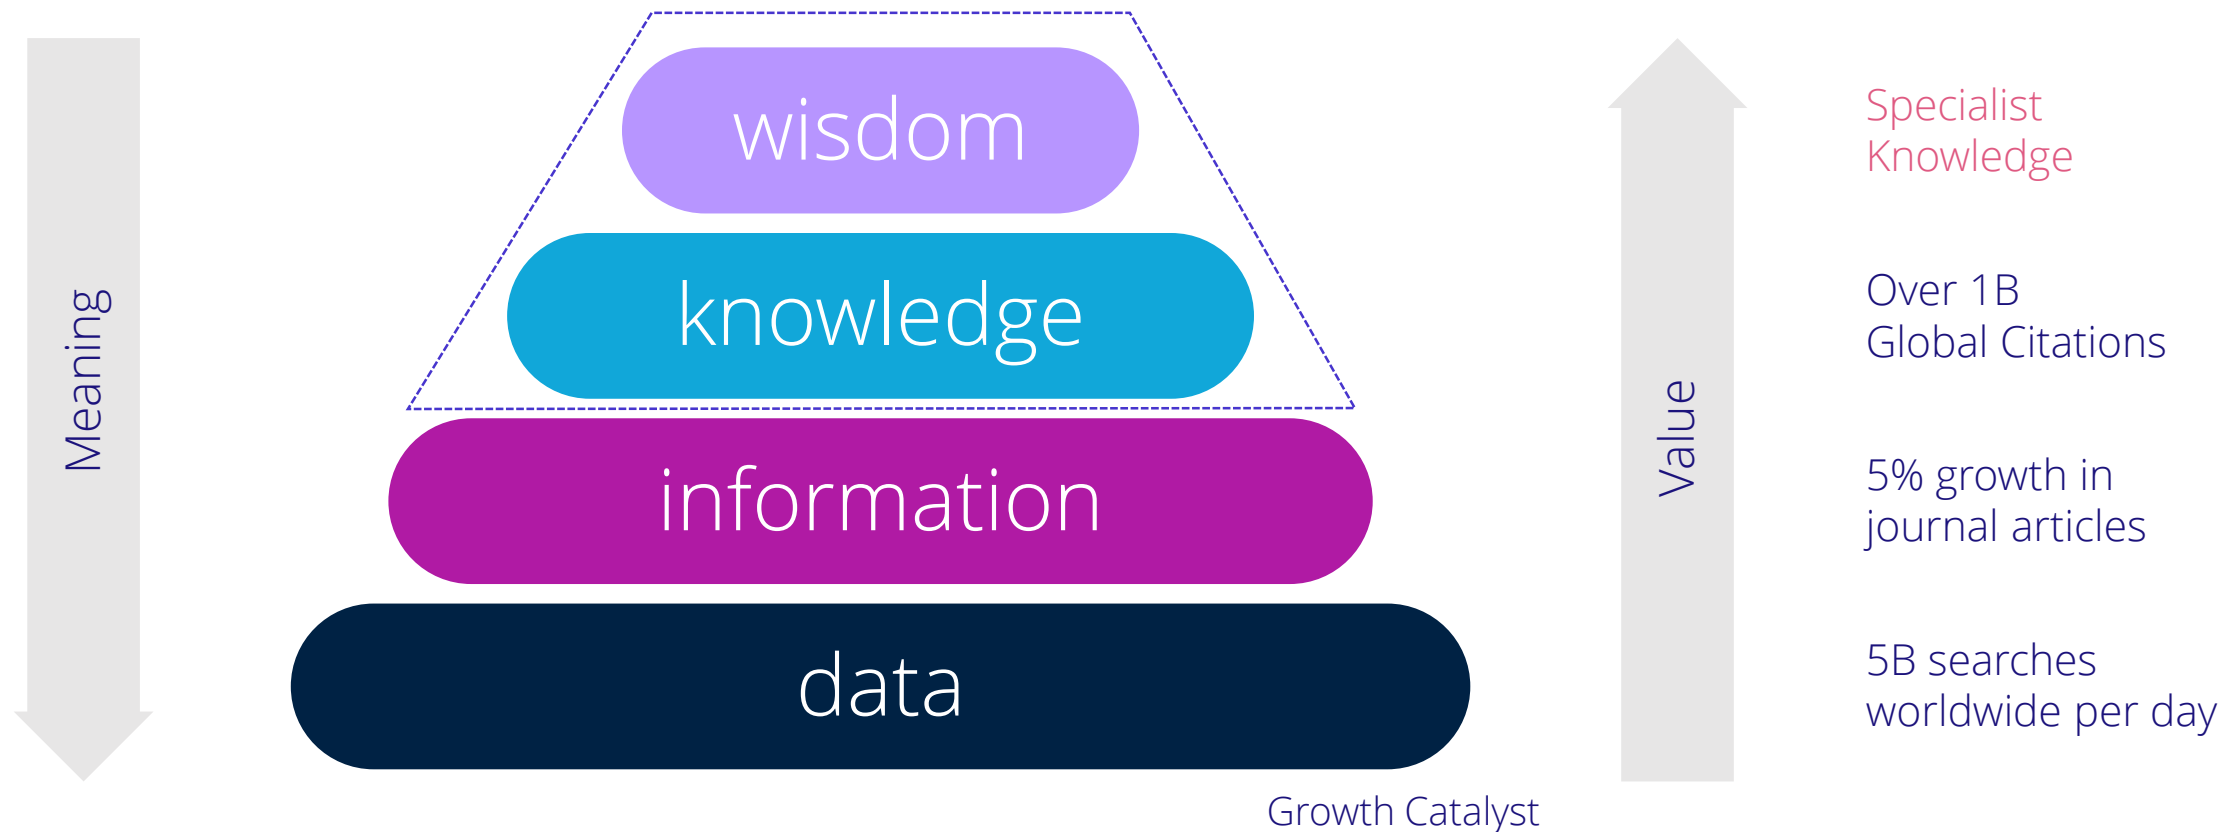 Meaning
wisdom
knowledge
information
data
Value
Specialist
Knowledge
Over 1B
Global Citations
5% growth in
journal articles
5B searches
worldwide per day
Growth Catalyst